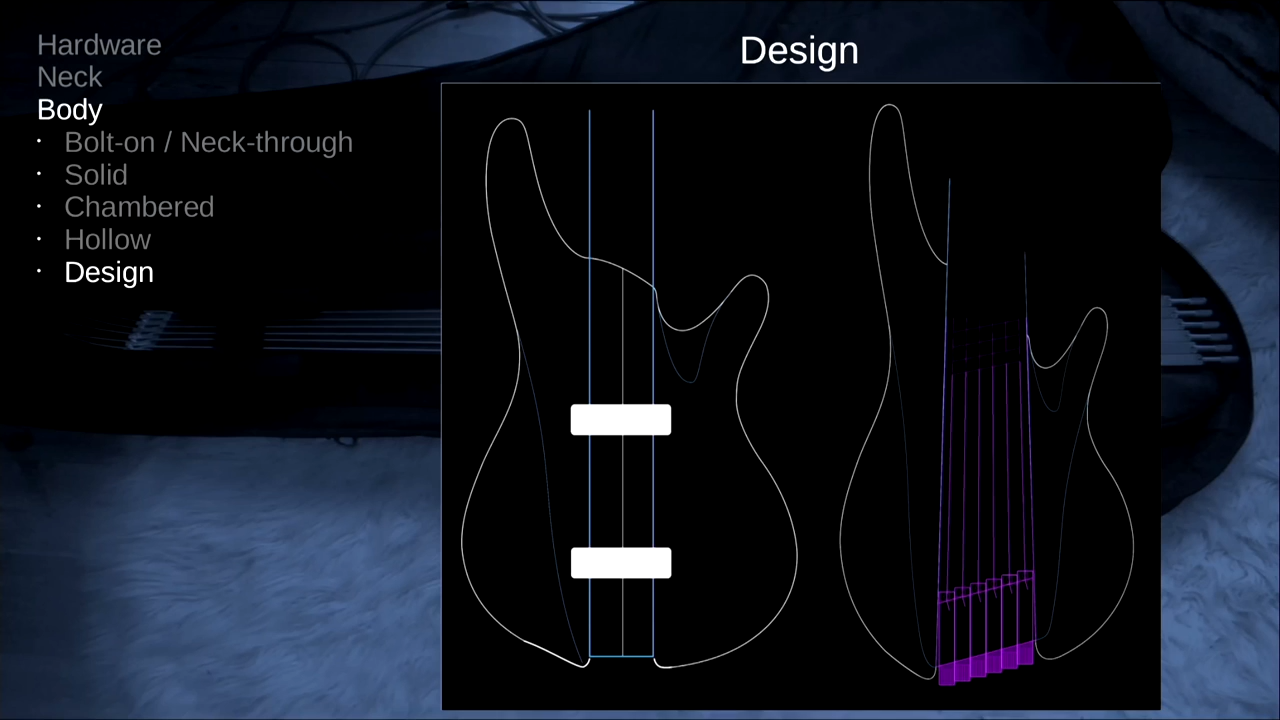 Hardware
Neck
Body
· Bolt-on / Neck-through
· Solid
· Chambered
· Hollow
· Design
Design